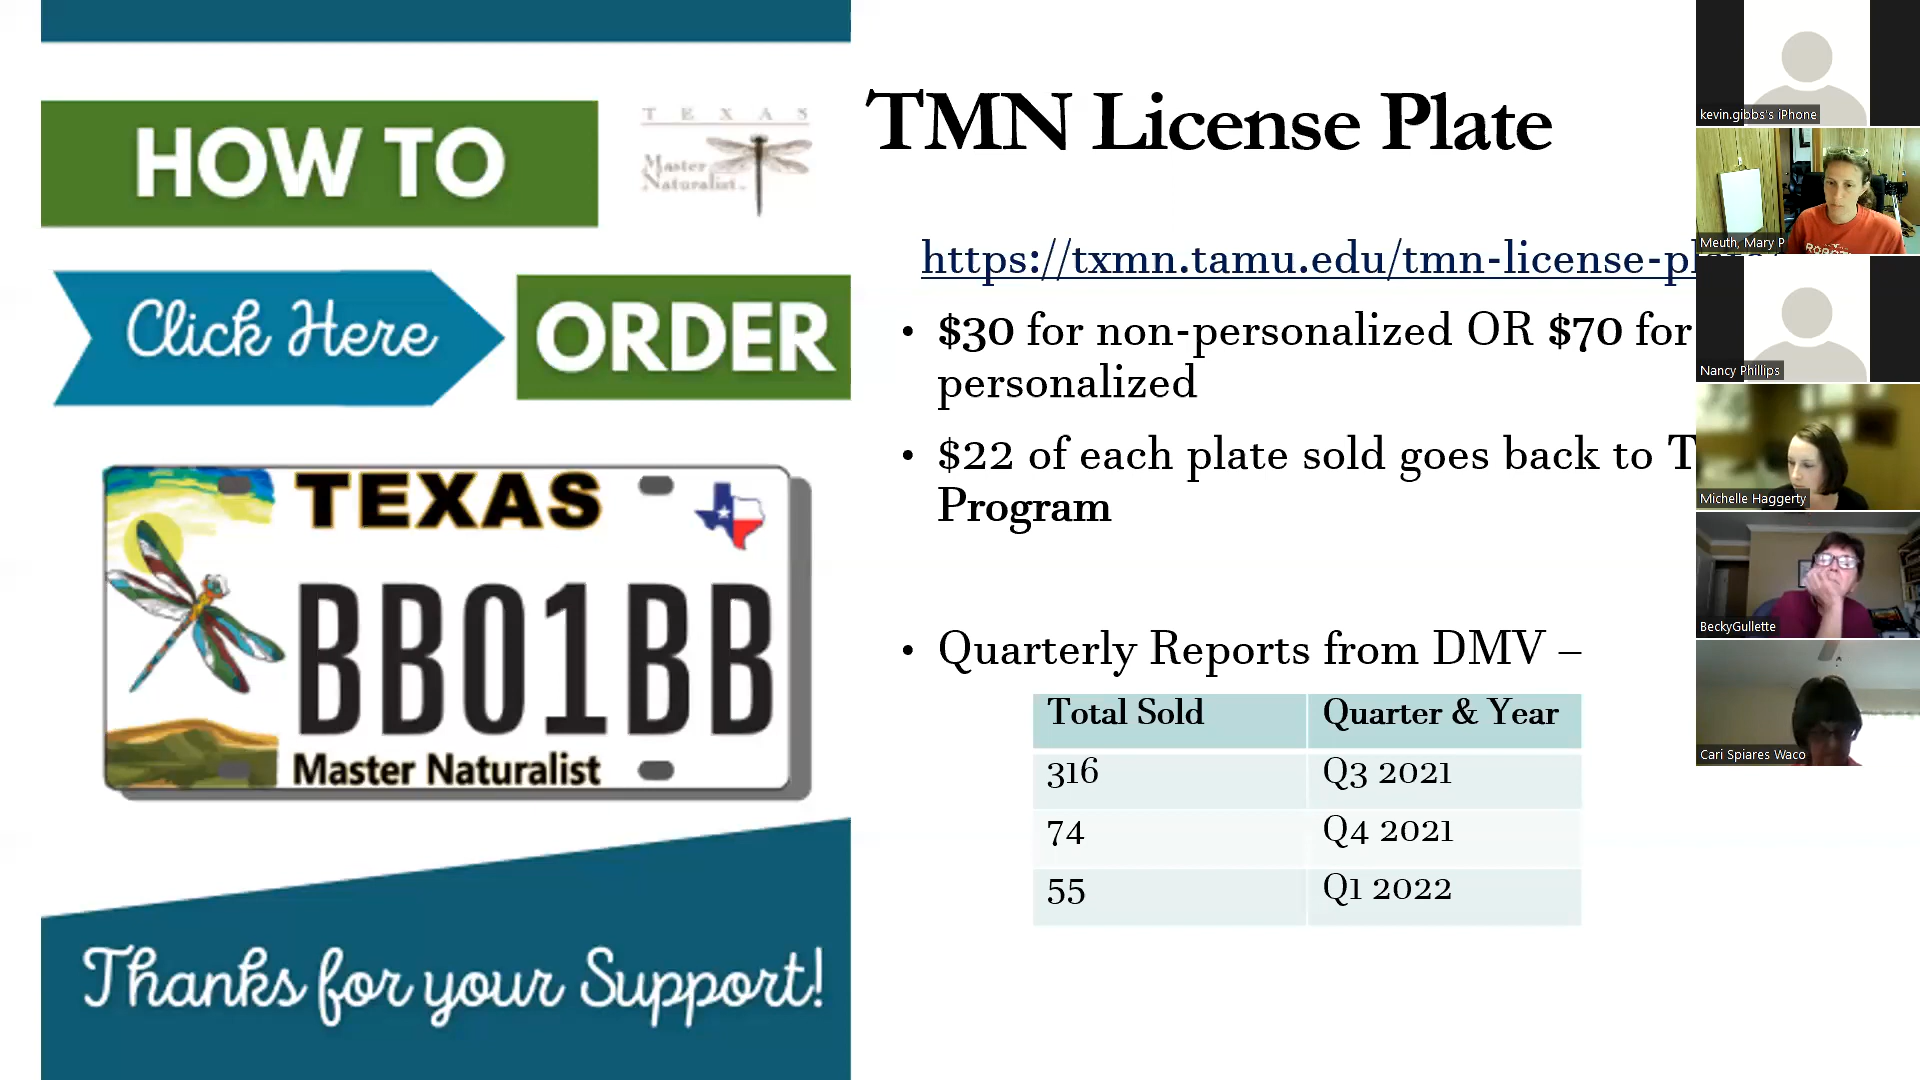 HOW TO
TEXAS
Master
Naturalist
Click Here
ORDER
TEXAS
BB01BB
Master Naturalist
Thanks for your Support!
TMN License Plate
https://txmn.tamu.edu/tmn-license-pl
• $30 for non-personalized OR $70 for
personalized
• $22 of each plate sold goes back to T
Program
• Quarterly Reports from DMV –
Total Sold Quarter & Year
316 Q3 2021
74 Q4 2021
55 Q1 2022
kevin.gibbs's iPhone
Meuth, Mary P
Nancy Phillips
Michelle Haggerty
BeckyGullette
Cari Spiares Waco